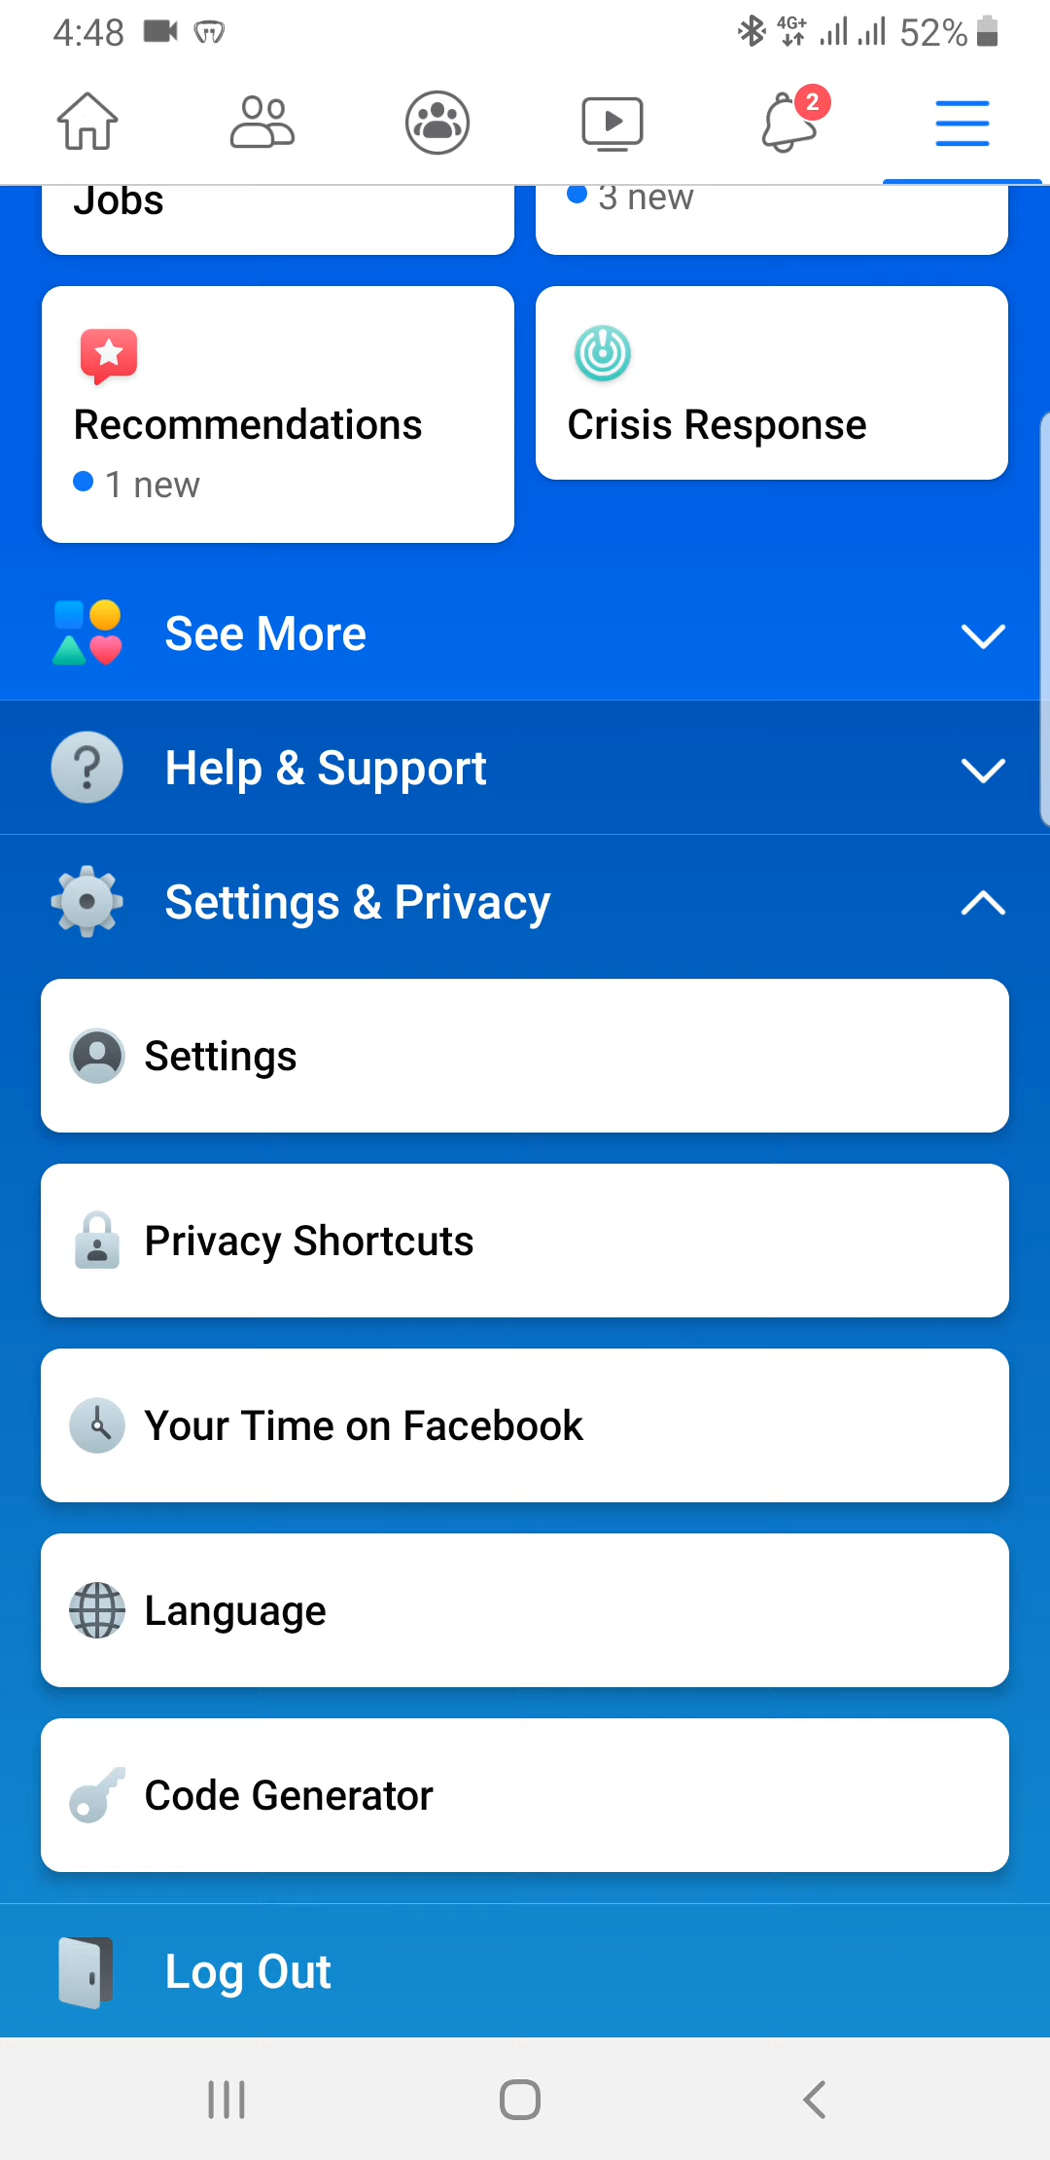 4:48
4G+
52%
2
Jobs
3 new
Recommendations
1 new
Crisis Response
See More
Help & Support
Settings & Privacy
Settings
Privacy Shortcuts
Your Time on Facebook
Language
Code Generator
Log Out